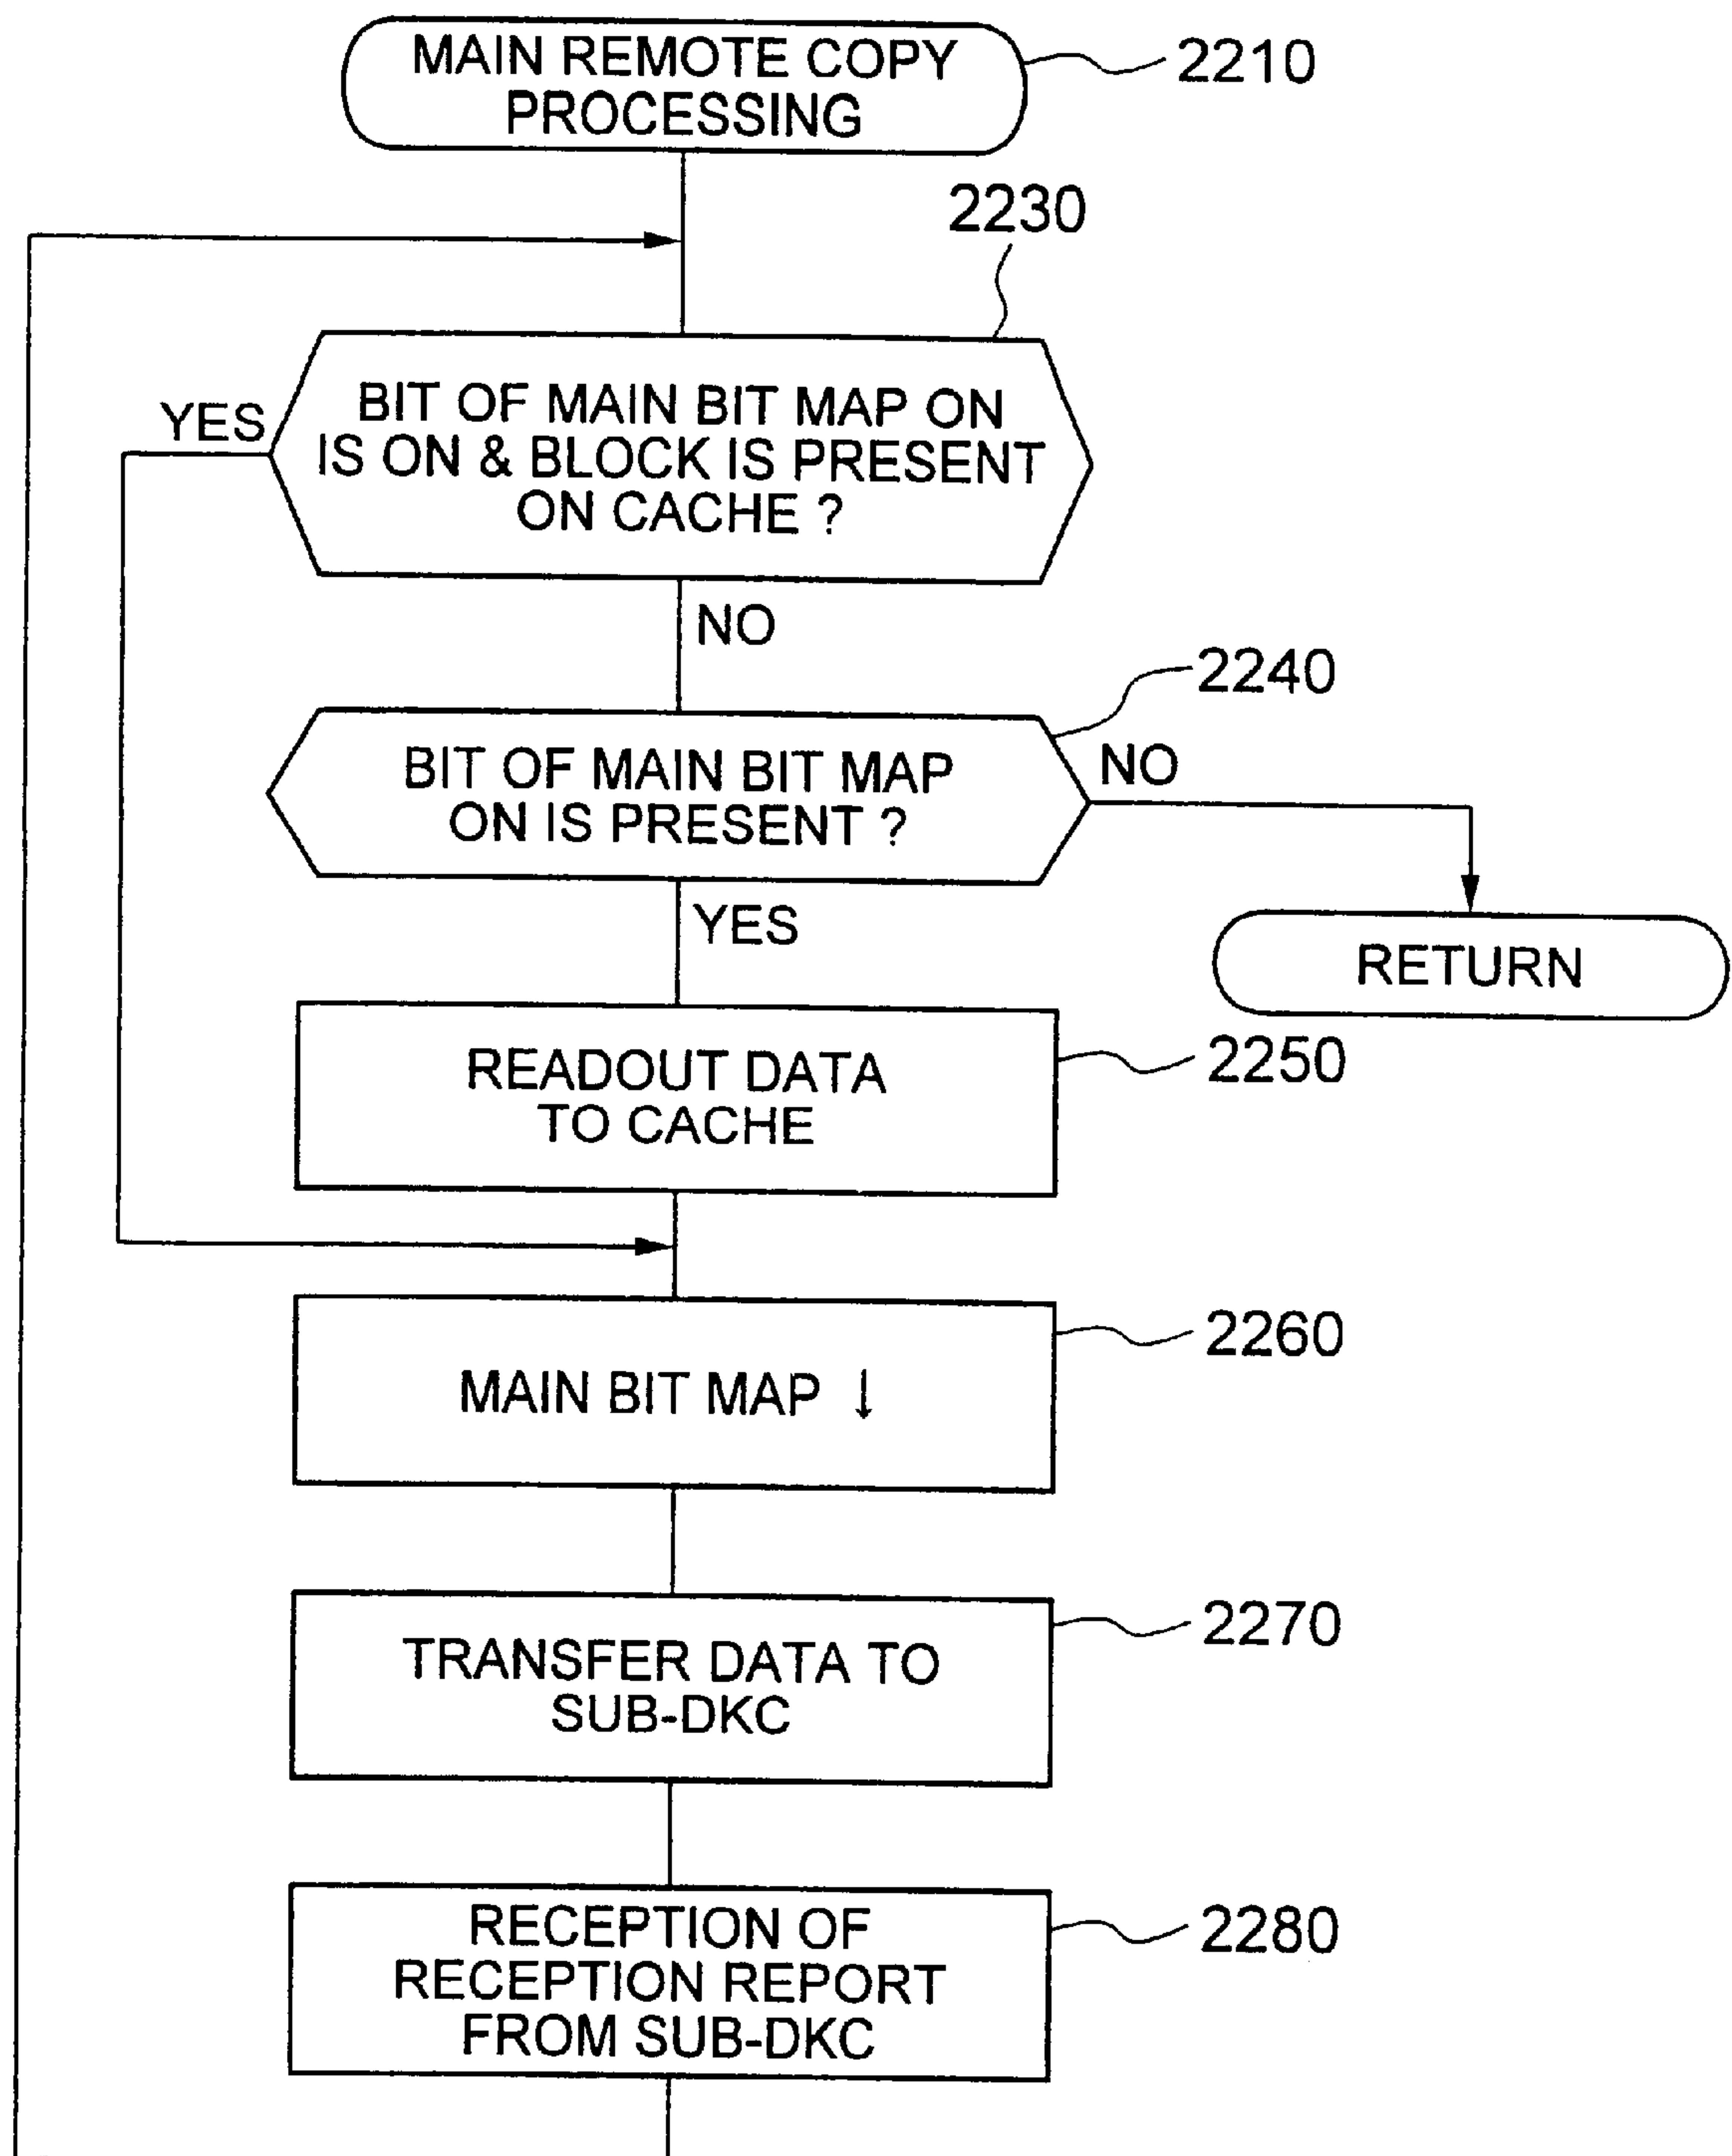 MAIN REMOTE COPY
PROCESSING
2210
2230
BIT OF MAIN BIT MAP ON
IS ON & BLOCK IS PRESENT
ON CACHE ?
YES
NO
2240
BIT OF MAIN BIT MAP
ON IS PRESENT ?
NO
YES
RETURN
READOUT DATA
TO CACHE
2250
MAIN BIT MAP ↓
2260
TRANSFER DATA TO
SUB-DKC
2270
RECEPTION OF
RECEPTION REPORT
FROM SUB-DKC
2280